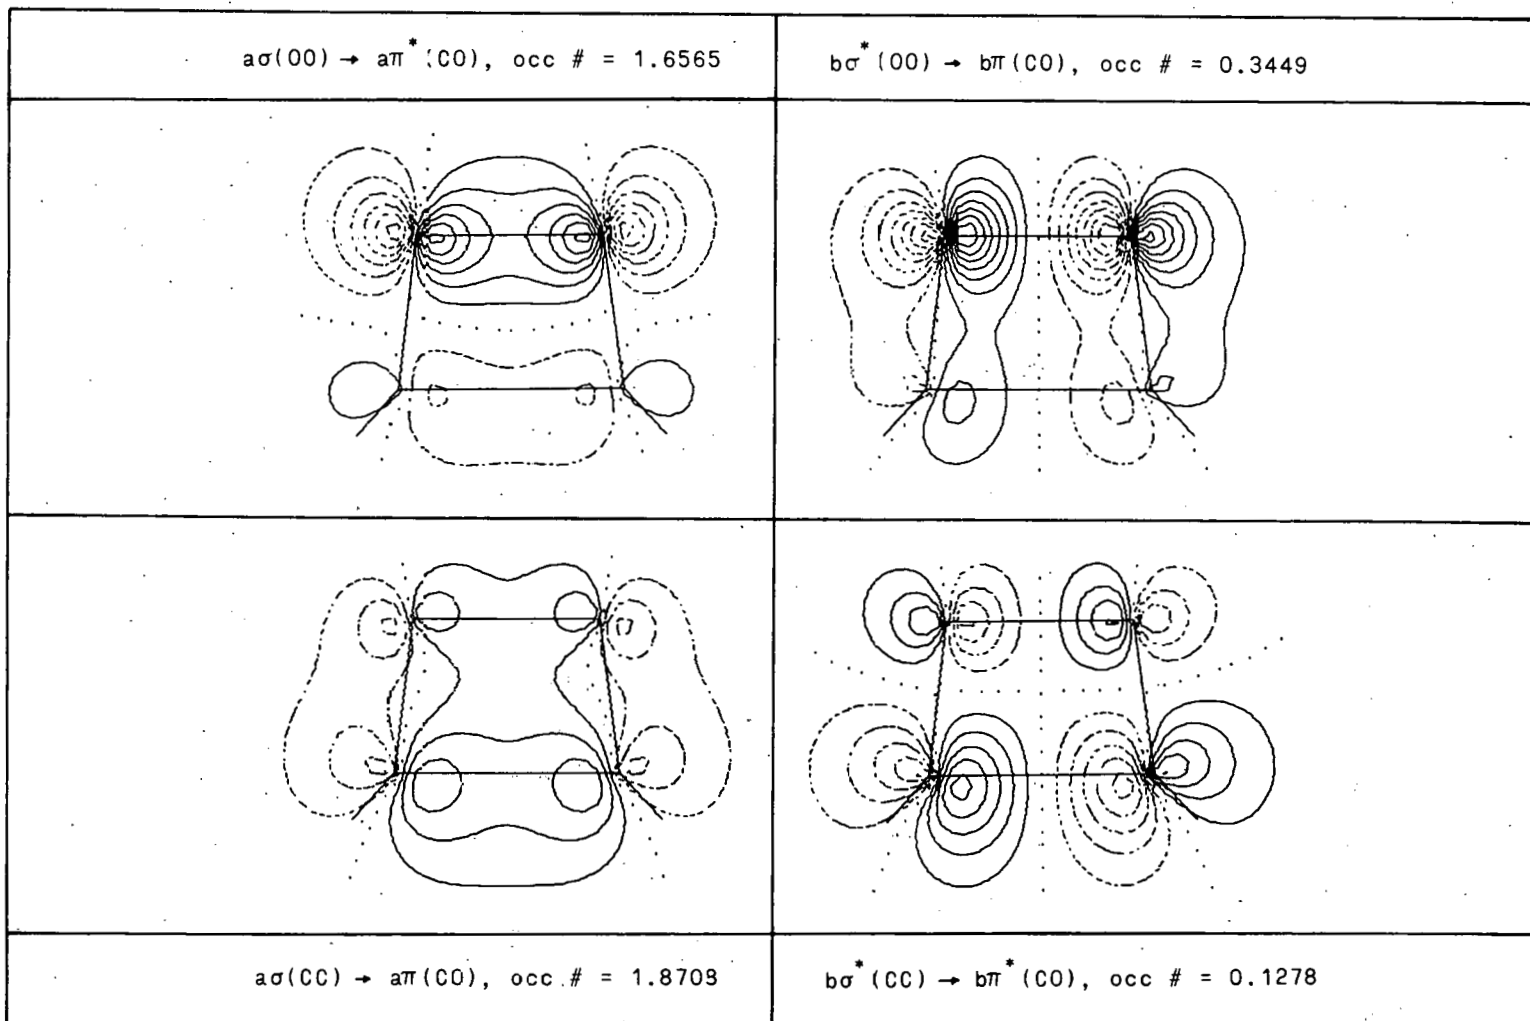 aσ(OO) → aπ*(CO), occ # = 1.6565
bσ*(OO) → bπ(CO), occ # = 0.3449
aσ(CC) → aπ(CO), occ # = 1.8703
bσ*(CC) → bπ*(CO), occ # = 0.1278